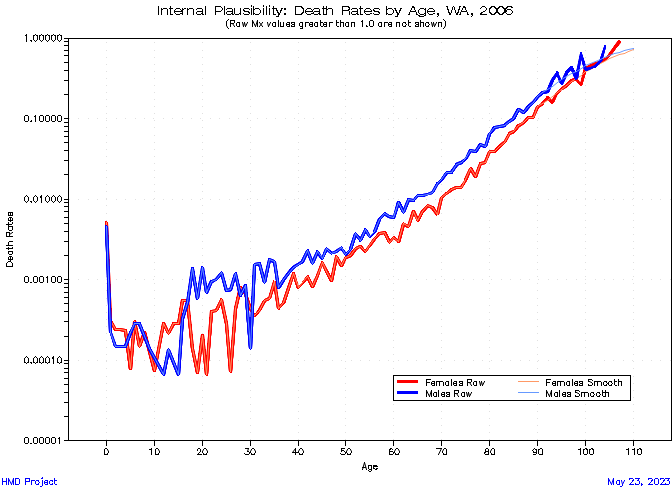 Internal Plausibility: Death Rates by Age, WA, 2006
(Raw Mx values greater than 1.0 are not shown)
1.00000
0.10000
0.01000
0.00100
0.00010
0.00001
Death Rates
0 10 20 30 40 50 60 70 80 90 100 110
Age
Females Raw Females Smooth
Males Raw Males Smooth
HMD Project May 23, 2023